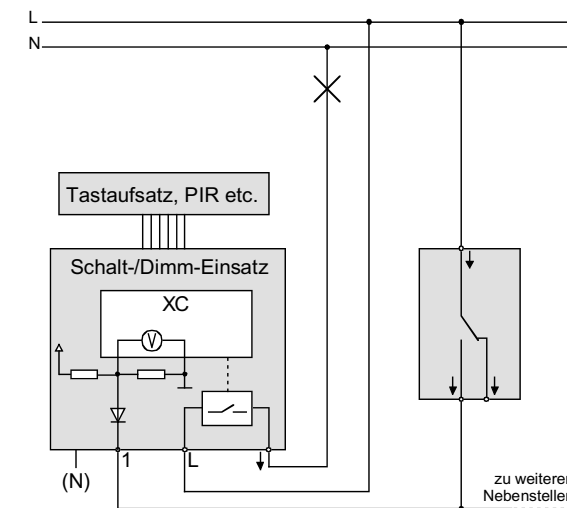 L
N
Tastaufsatz, PIR etc.
Schalt-/Dimm-Einsatz
XC
V
1
L
(N)
zu weiteren
Nebenstellen